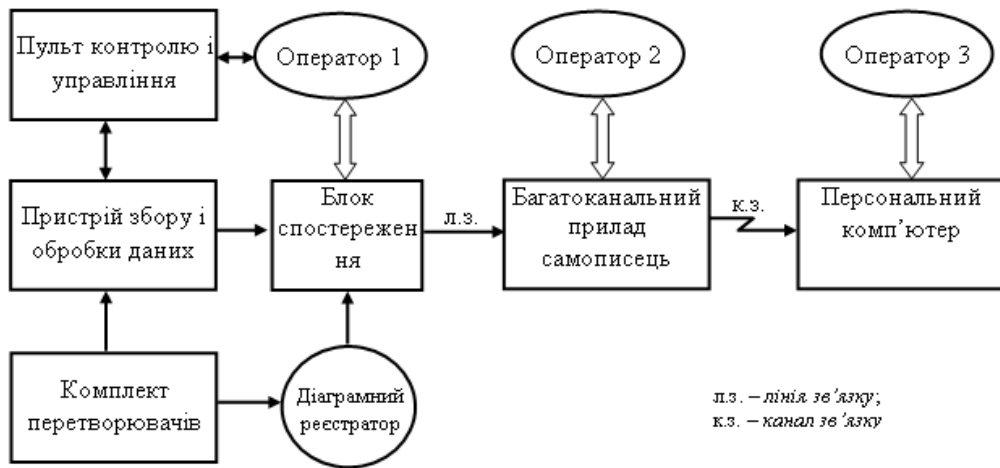 Пульт контролю і
управління
Оператор 1
Оператор 2
Оператор 3
Пристрій збору і
обробки даних
Блок
спостережен
ня
л.з.
Багатоканальний
прилад
самописець
к.з.
Персональний
комп’ютер
Комплект
перетворювачів
Діаграмний
реєстратор
л.з. – лінія зв’язку;
к.з. – канал зв’язку